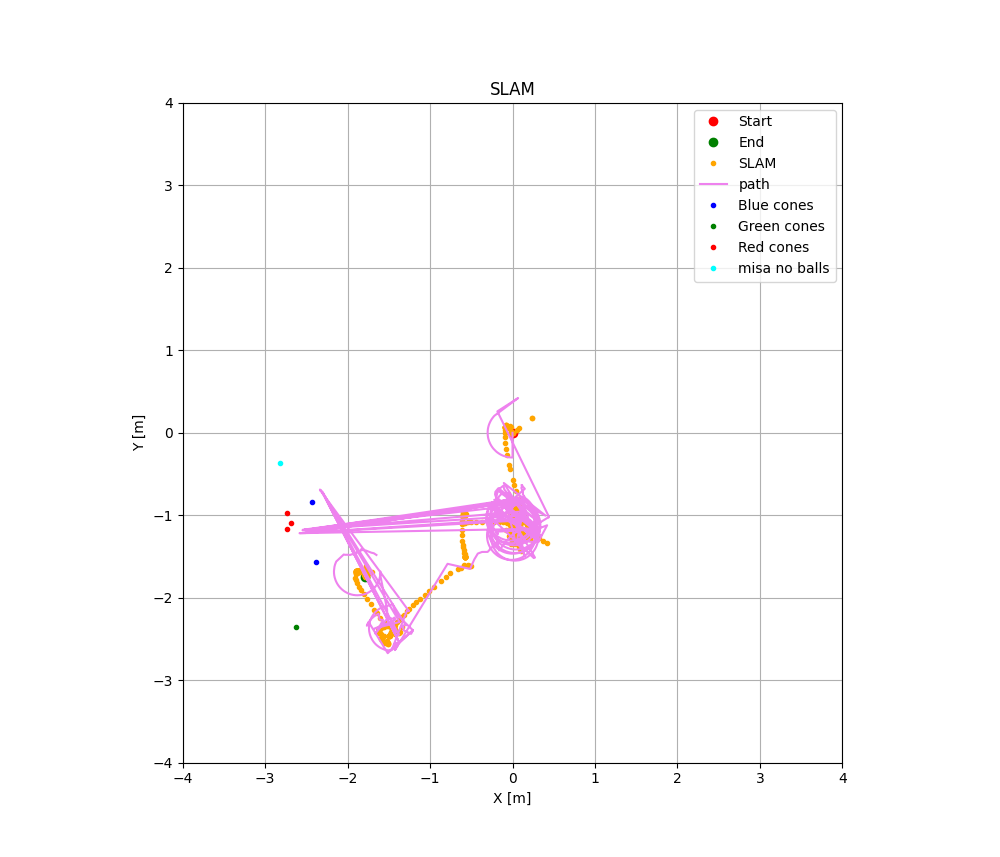 SLAM
Start
End
SLAM
path
Blue cones
Green cones
Red cones
misa no balls
4
3
2
1
0
−1
−2
−3
−4
Y [m]
−4 −3 −2 −1 0 1 2 3 4
X [m]